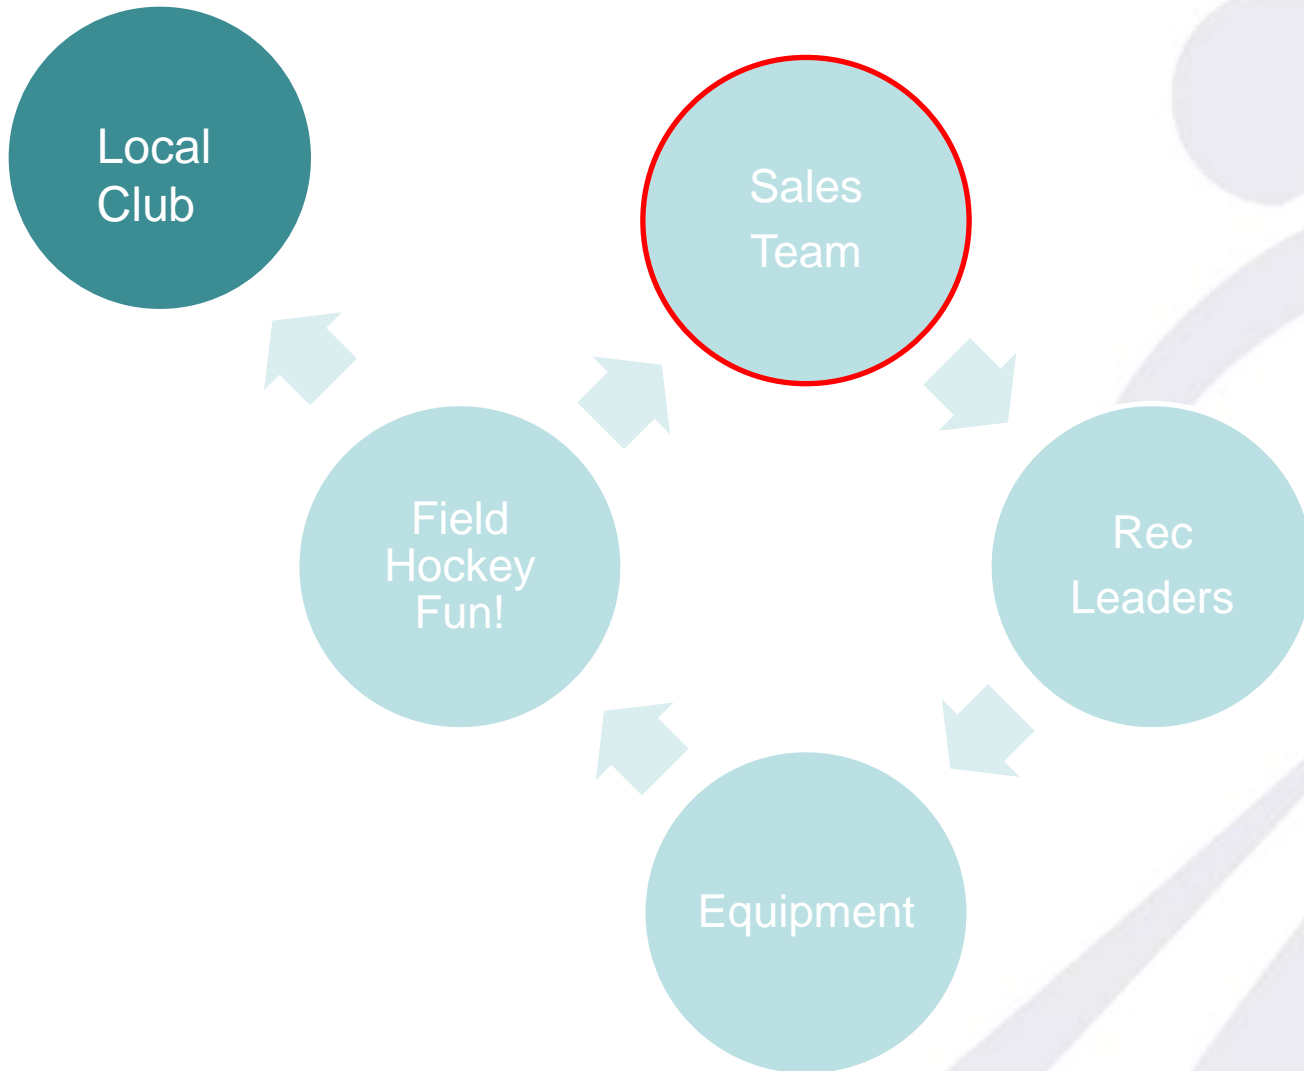 Local
Club
Sales
Team
Field
Hockey
Fun!
Rec
Leaders
Equipment